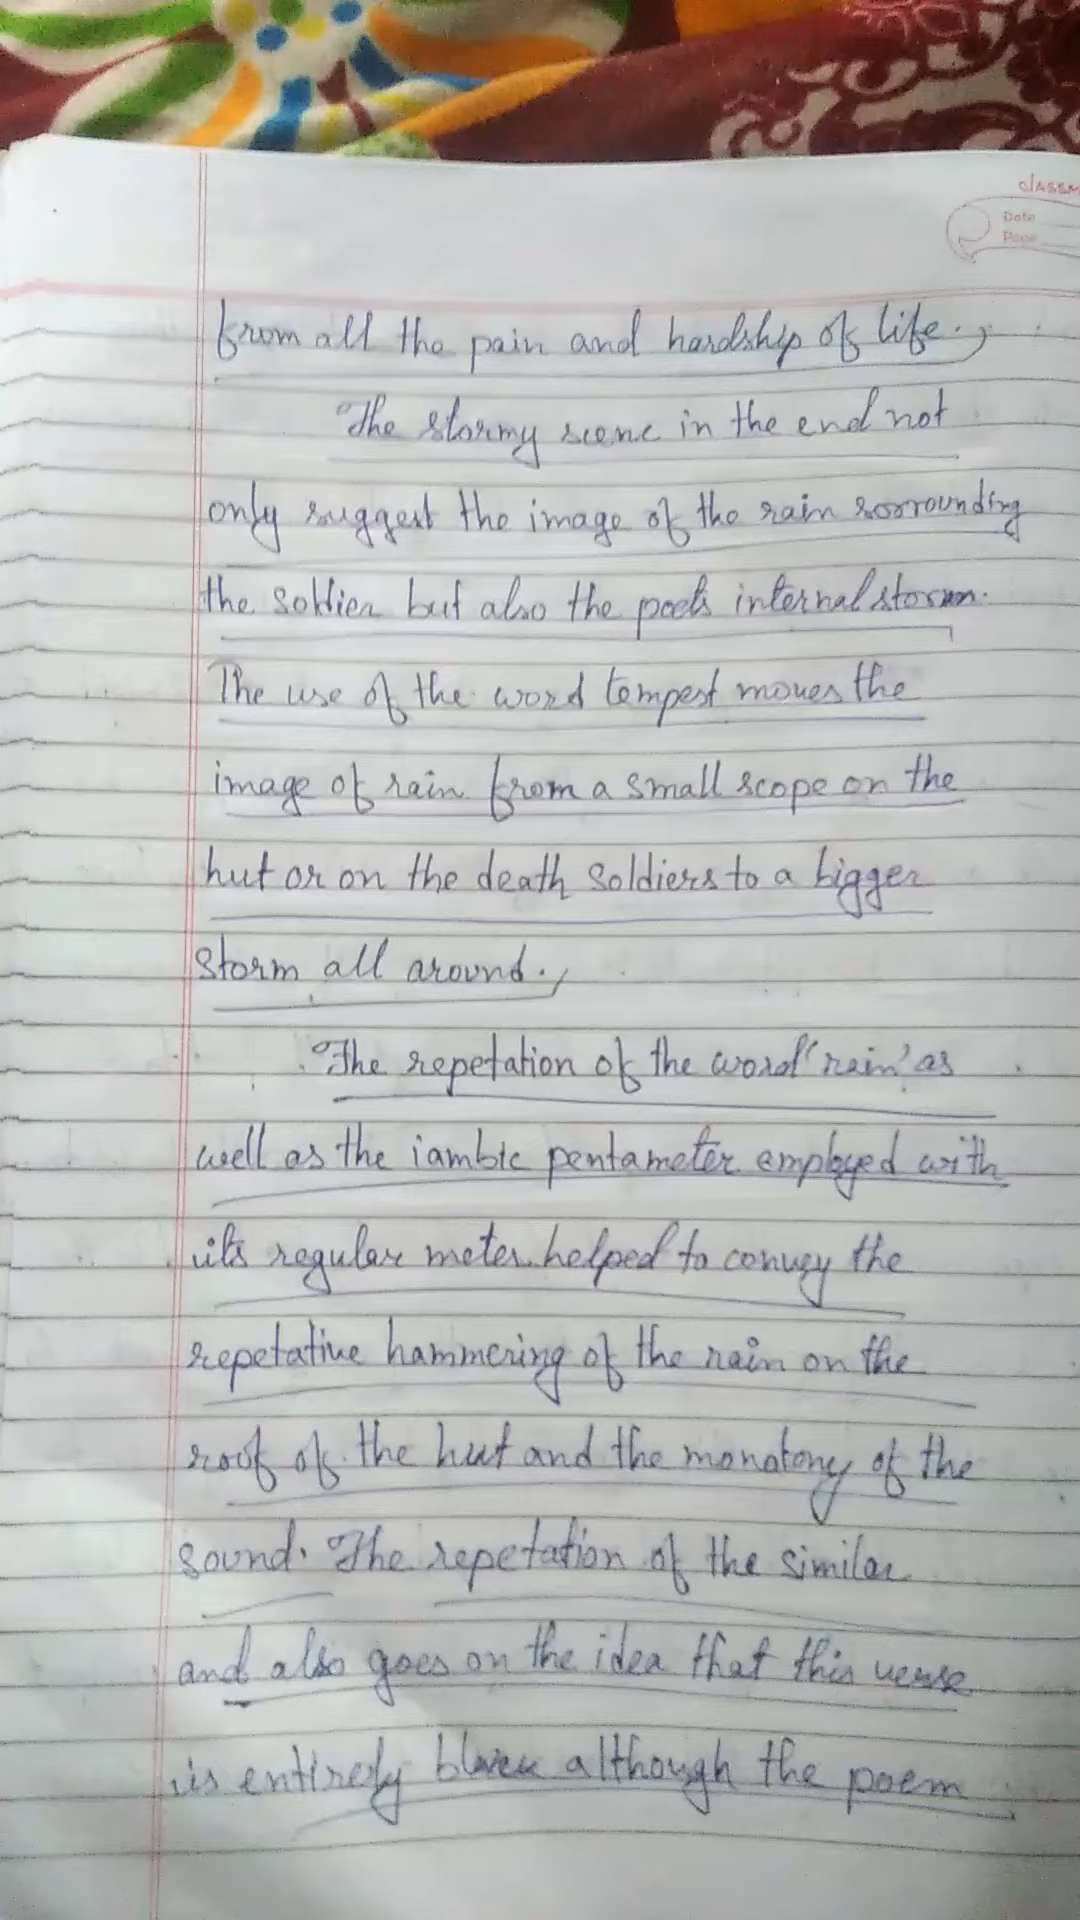 classm
Date
Page
from all the pain and hardship of life.
The stormy scene in the end not
only suggest the image of the rain sorrounding
the soldier but also the poets internal storm.
The use of the word tempest moves the
image of rain from a small scope on the
hut or on the death soldiers to a bigger
storm all around.
The repetation of the word 'rain' as
well as the iambic pentameter employed with
its regular meter helped to convey the
repetative hammering of the rain on the
roof of the hut and the monotony of the
sound. The repetation of the similar
and also goes on the idea that this verse
is entirely although the poem